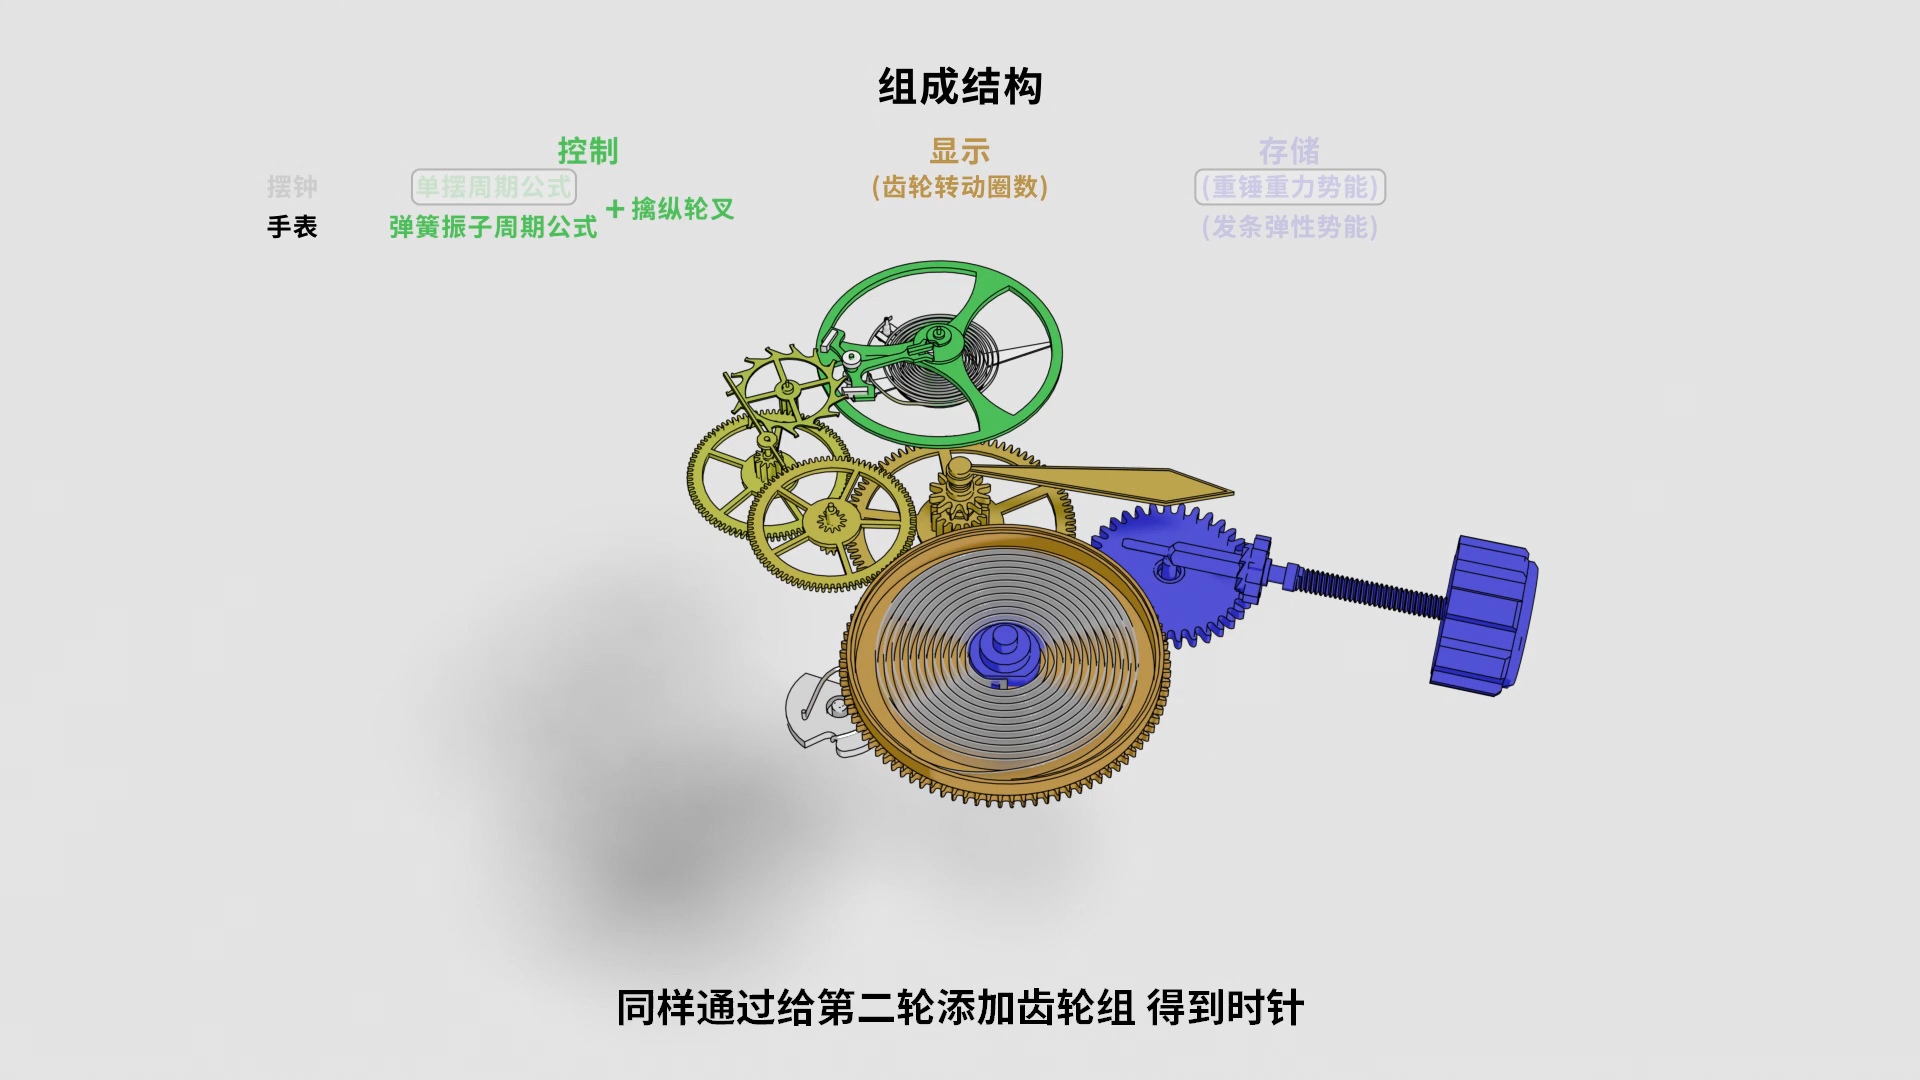 组成结构
控制
显示
存储
摆钟
单摆周期公式
(齿轮转动圈数)
(重锤重力势能)
+ 擒纵轮叉
手表
弹簧振子周期公式
(发条弹性势能)
同样通过给第二轮添加齿轮组 得到时针